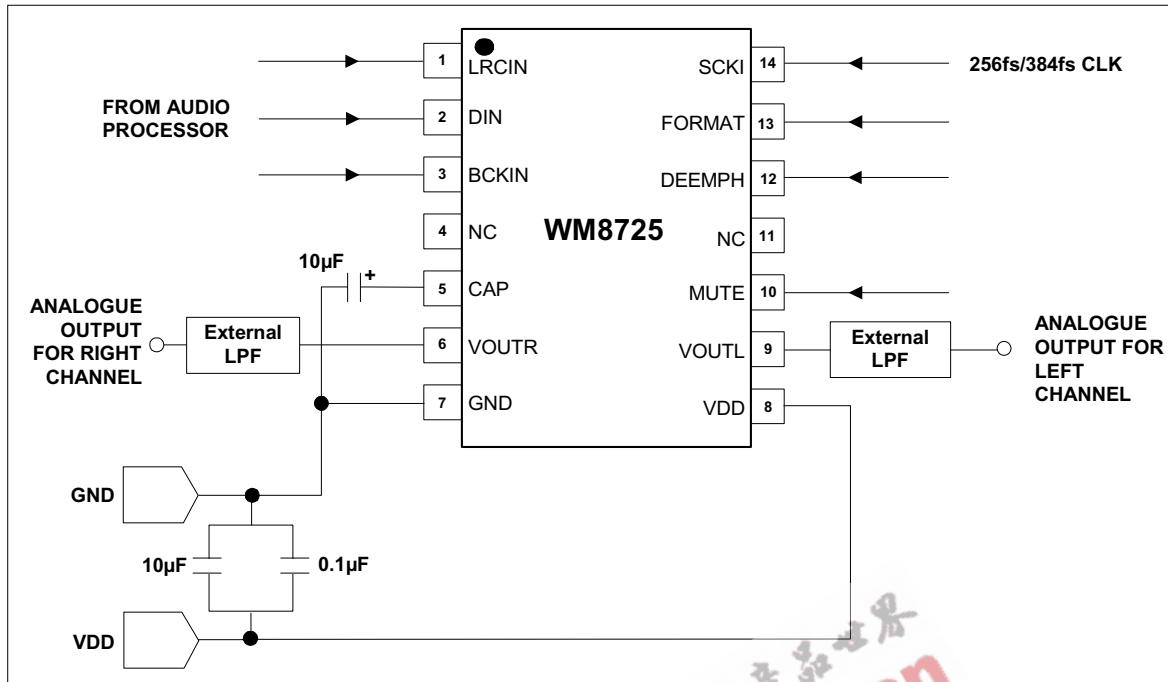 1
LRCIN
SCKI
14
256fs/384fs CLK
FROM AUDIO
PROCESSOR
2
DIN
FORMAT
13
3
BCKIN
DEEMPH
12
4
NC
WM8725
NC
11
10µF
+
5
CAP
MUTE
10
ANALOGUE
OUTPUT
FOR RIGHT
CHANNEL
External
LPF
6
VOUTR
VOUTL
9
External
LPF
ANALOGUE
OUTPUT FOR
LEFT
CHANNEL
7
GND
VDD
8
GND
10µF
0.1µF
VDD